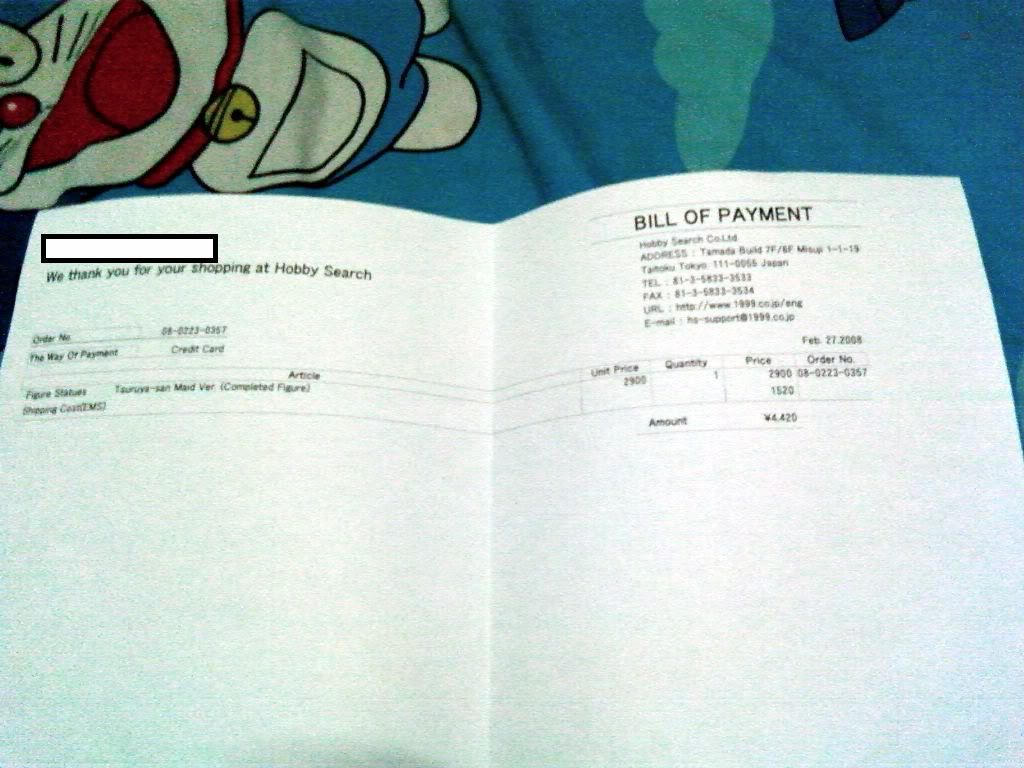 BILL OF PAYMENT
Hobby Search Co.Ltd
ADDRESS : Tamada Build 7F/6F Misuji 1-1-19
Taitoku Tokyo 111-0055 Japan
TEL : 81-3-5833-3533
FAX : 81-3-5833-3534
URL : http://www.1999.co.jp/eng
E-mail : hs-support@1999.co.jp
We thank you for your shopping at Hobby Search
Feb. 27.2008
Order No. 08-0223-0357
The Way Of Payment Credit Card
Article Unit Price Quantity Price Order No.
Figure Statues Tsuruya-san Maid Ver. (Completed Figure) 2900 1 2900 08-0223-0357
Shipping Cost(EMS) 1520
Amount ¥4,420